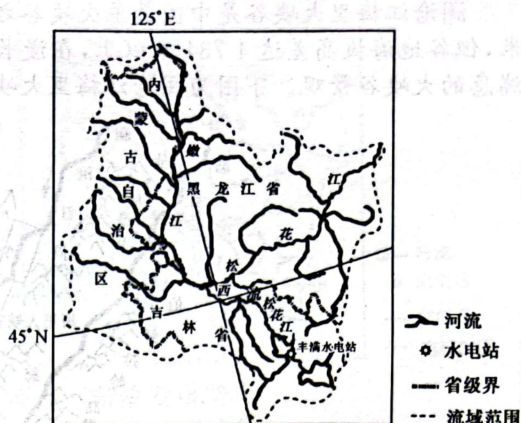 125°E
内
蒙
古
自
治
区
嫩
江
黑龙江省
松
花
江
西
流
松
花
江
吉
林
省
丰满水电站
45°N
河流
水电站
省级界
流域范围